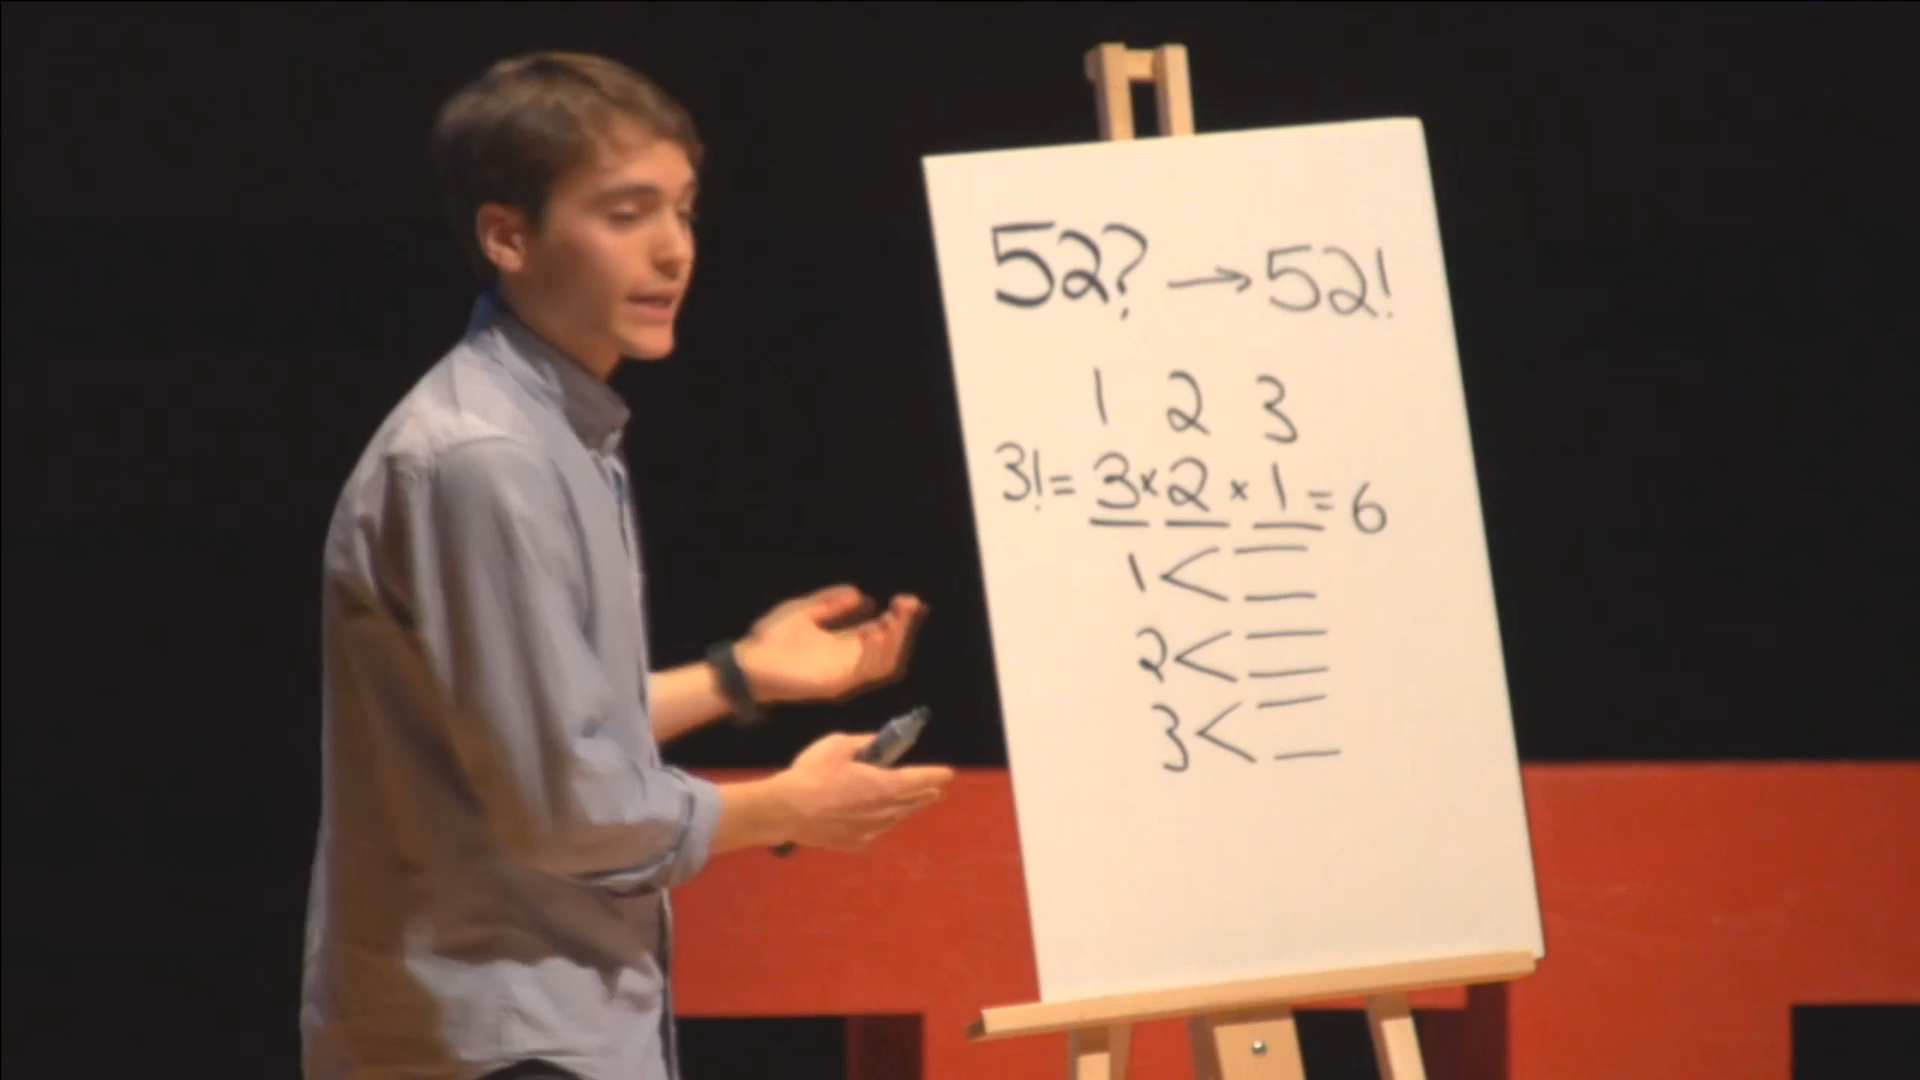 52? → 52!
1 2 3
3! = 3 × 2 × 1 = 6
1 < _ _
2 < _ _
3 < _ _